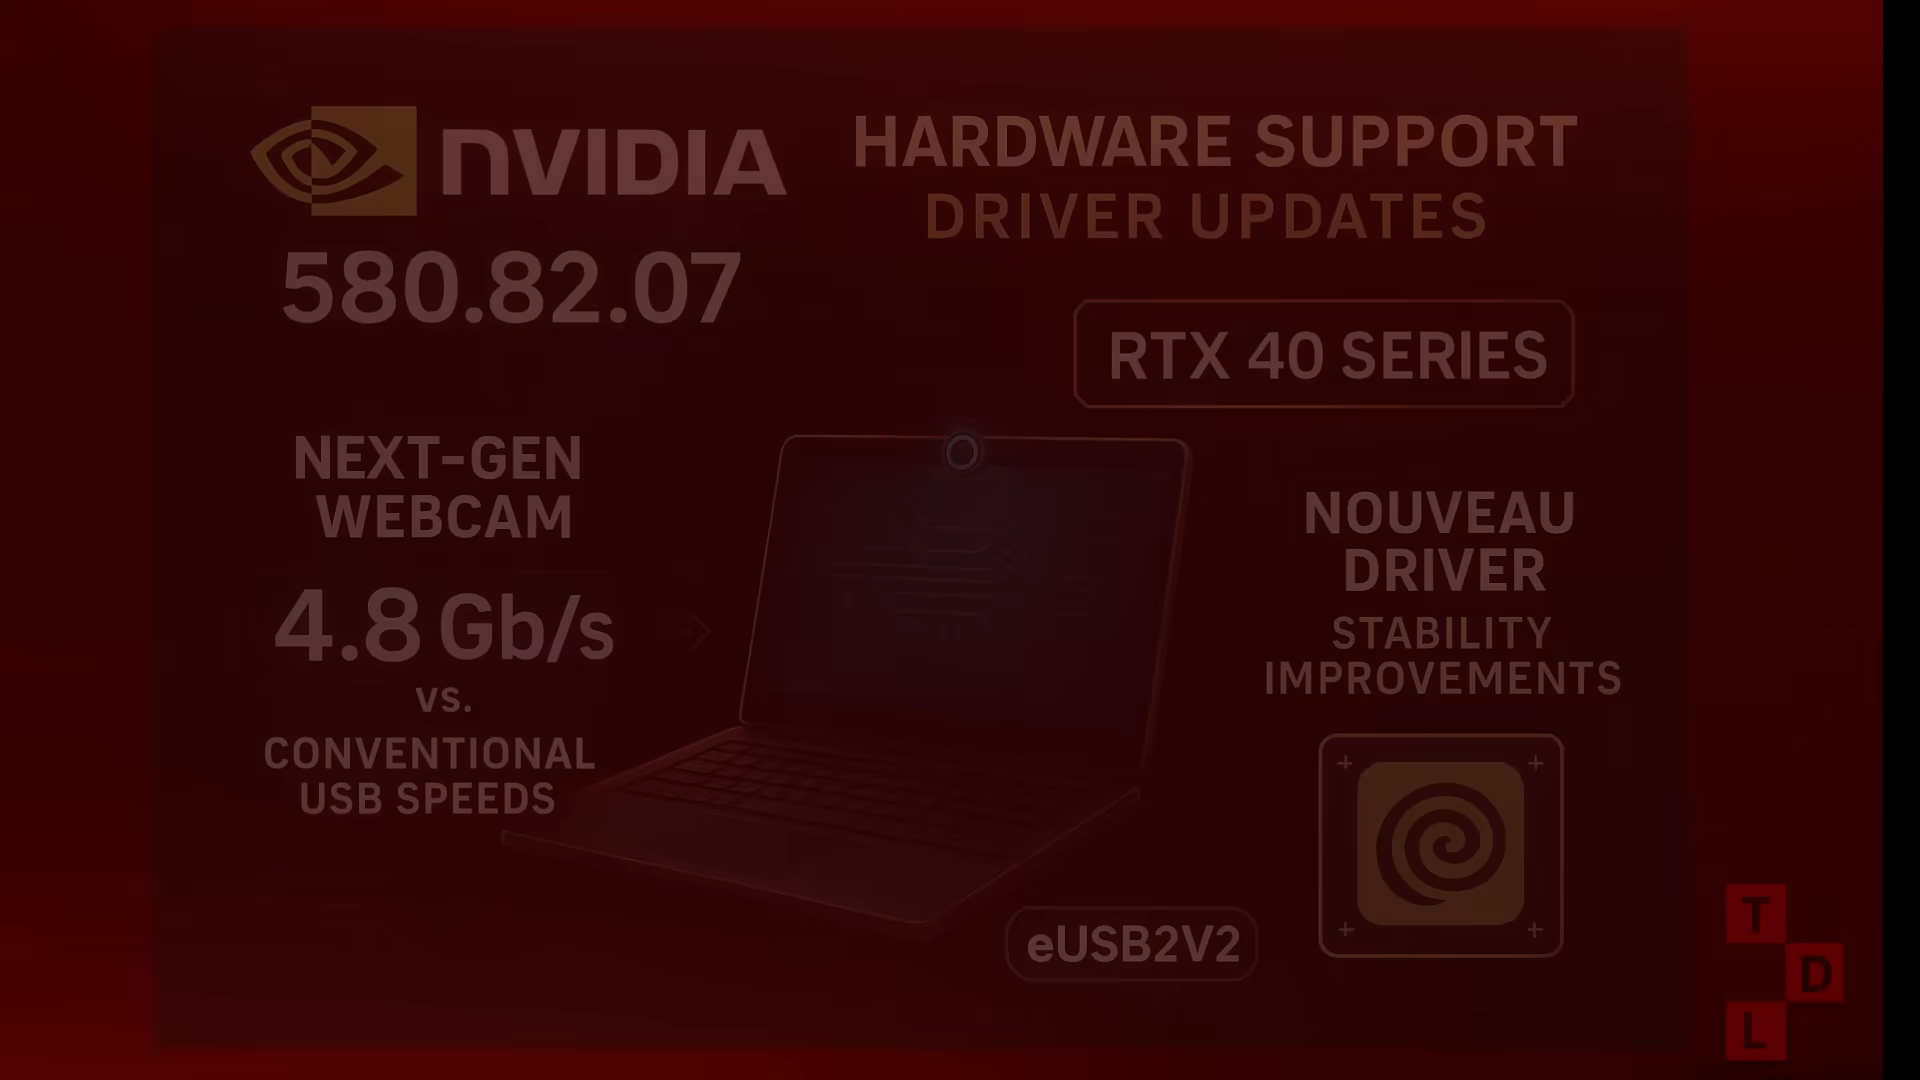 NVIDIA
580.82.07
HARDWARE SUPPORT
DRIVER UPDATES
RTX 40 SERIES
NEXT-GEN
WEBCAM
4.8 Gb/s
vs.
CONVENTIONAL
USB SPEEDS
NOUVEAU
DRIVER
STABILITY
IMPROVEMENTS
eUSB2V2
T
D
L